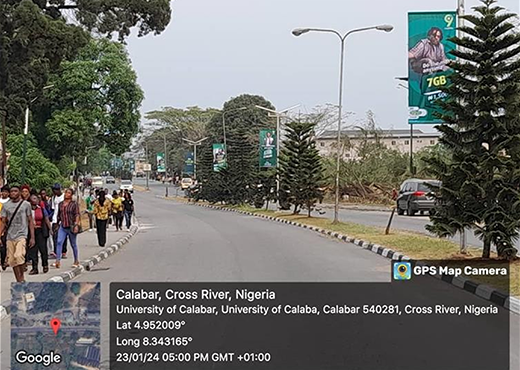 9
7GB
GPS Map Camera
Calabar, Cross River, Nigeria
University of Calabar, University of Calaba, Calabar 540281, Cross River, Nigeria
Lat 4.952009°
Long 8.343165°
23/01/24 05:00 PM GMT +01:00
Google